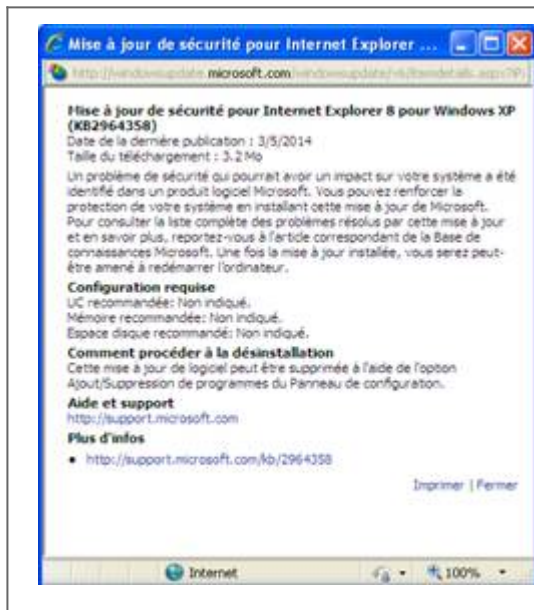 Mise à jour de sécurité pour Internet Explorer ...
http://windowsupdate.microsoft.com/windowsupdate/v6/
Mise à jour de sécurité pour Internet Explorer 8 pour Windows XP
(KB2964358)
Date de la dernière publication : 3/5/2014
Taille du téléchargement : 3.2 Mo
Un problème de sécurité qui pourrait avoir un impact sur votre système a été
identifié dans un produit logiciel Microsoft. Vous pouvez renforcer la
protection de votre système en installant cette mise à jour de Microsoft.
Pour consulter la liste complète des problèmes résolus par cette mise à jour
et en savoir plus, reportez-vous à l'article correspondant de la Base de
connaissances Microsoft. Une fois la mise à jour installée, vous serez peut-
être amené à redémarrer l'ordinateur.
Configuration requise
UC recommandée: Non indiqué.
Mémoire recommandée: Non indiqué.
Espace disque recommandé: Non indiqué.
Comment procéder à la désinstallation
Cette mise à jour de logiciel peut être supprimée à l'aide de l'option
Ajout/Suppression de programmes du Panneau de configuration.
Aide et support
http://support.microsoft.com
Plus d'infos
• http://support.microsoft.com/kb/2964358
Imprimer | Fermer
Internet 100%